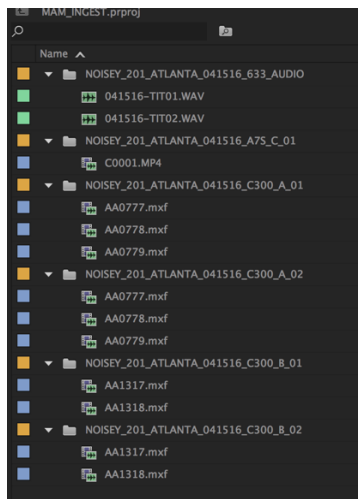 MAM_INGEST.prproj
Name
NOISEY_201_ATLANTA_041516_633_AUDIO
041516-TIT01.WAV
041516-TIT02.WAV
NOISEY_201_ATLANTA_041516_A7S_C_01
C0001.MP4
NOISEY_201_ATLANTA_041516_C300_A_01
AA0777.mxf
AA0778.mxf
AA0779.mxf
NOISEY_201_ATLANTA_041516_C300_A_02
AA0777.mxf
AA0778.mxf
AA0779.mxf
NOISEY_201_ATLANTA_041516_C300_B_01
AA1317.mxf
AA1318.mxf
NOISEY_201_ATLANTA_041516_C300_B_02
AA1317.mxf
AA1318.mxf